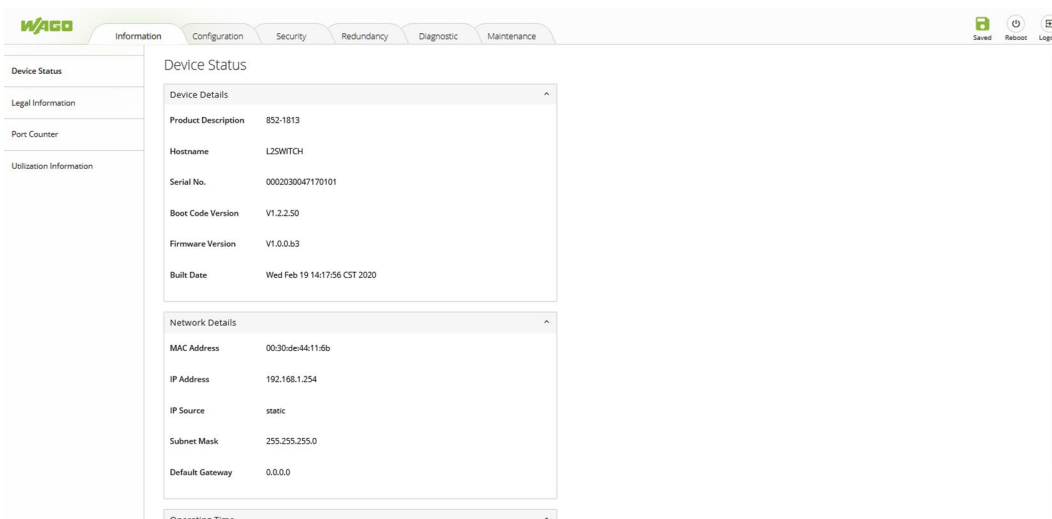 WAGO
Information Configuration Security Redundancy Diagnostic Maintenance
Saved Reboot
Device Status
Legal Information
Port Counter
Utilization Information
Device Status
Device Details
Product Description 852-1813
Hostname L2SWITCH
Serial No. 0002030047170101
Boot Code Version V1.2.2.S0
Firmware Version V1.0.0.b3
Built Date Wed Feb 19 14:17:56 CST 2020
Network Details
MAC Address 00:30:de:44:11:6b
IP Address 192.168.1.254
IP Source static
Subnet Mask 255.255.255.0
Default Gateway 0.0.0.0
Operating Time